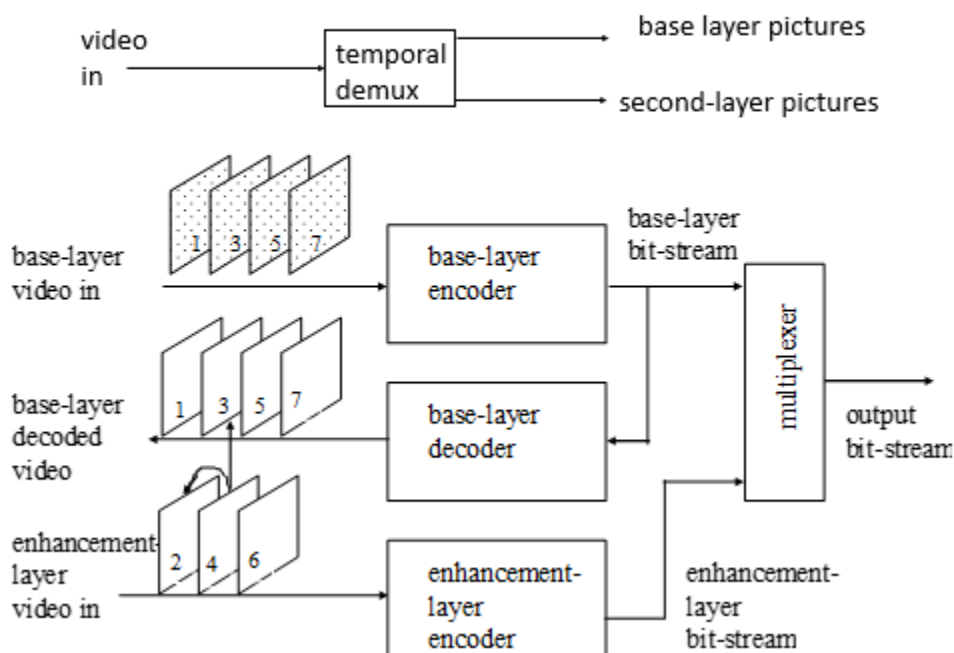 video
in
temporal
demux
base layer pictures
second-layer pictures
1 3 5 7
base-layer
video in
base-layer
encoder
base-layer
bit-stream
multiplexer
1 3 5 7
base-layer
decoded
video
base-layer
decoder
output
bit-stream
2 4 6
enhancement-
layer
video in
enhancement-
layer
encoder
enhancement-
layer
bit-stream